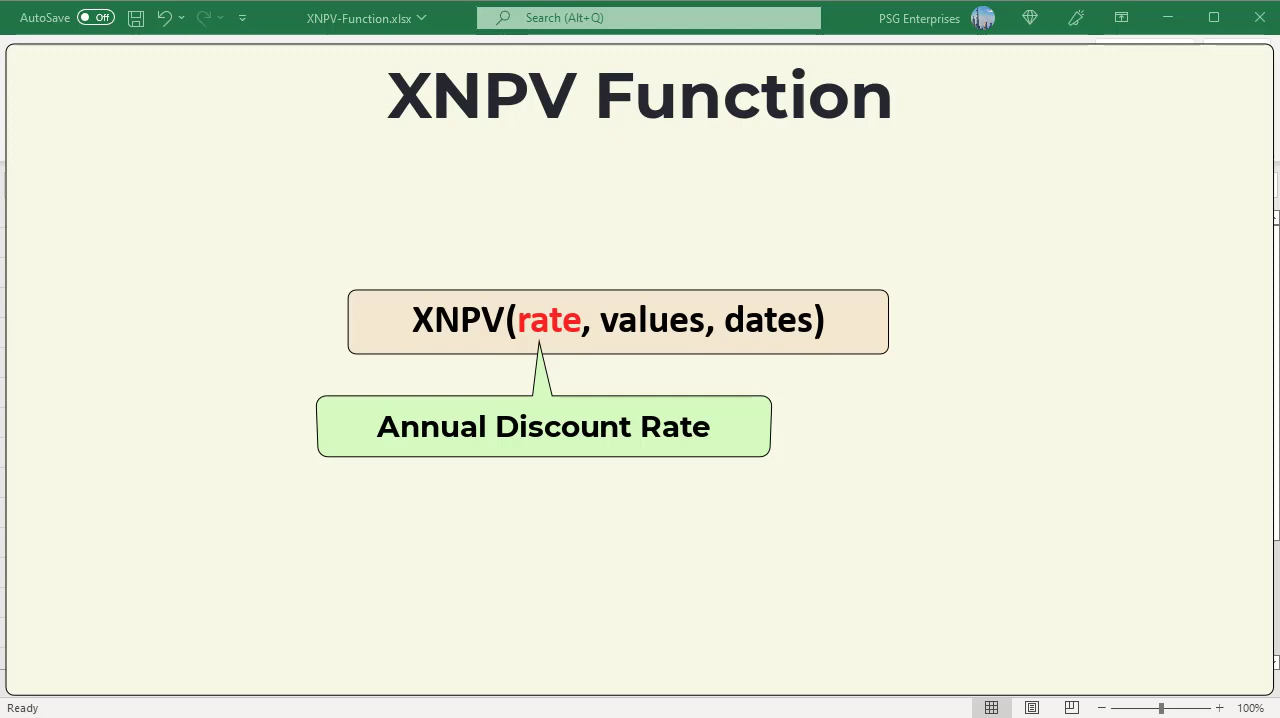 AutoSave Off XNPV-Function.xlsx Search (Alt+Q) PSG Enterprises
XNPV Function
XNPV(rate, values, dates)
Annual Discount Rate
Ready 100%